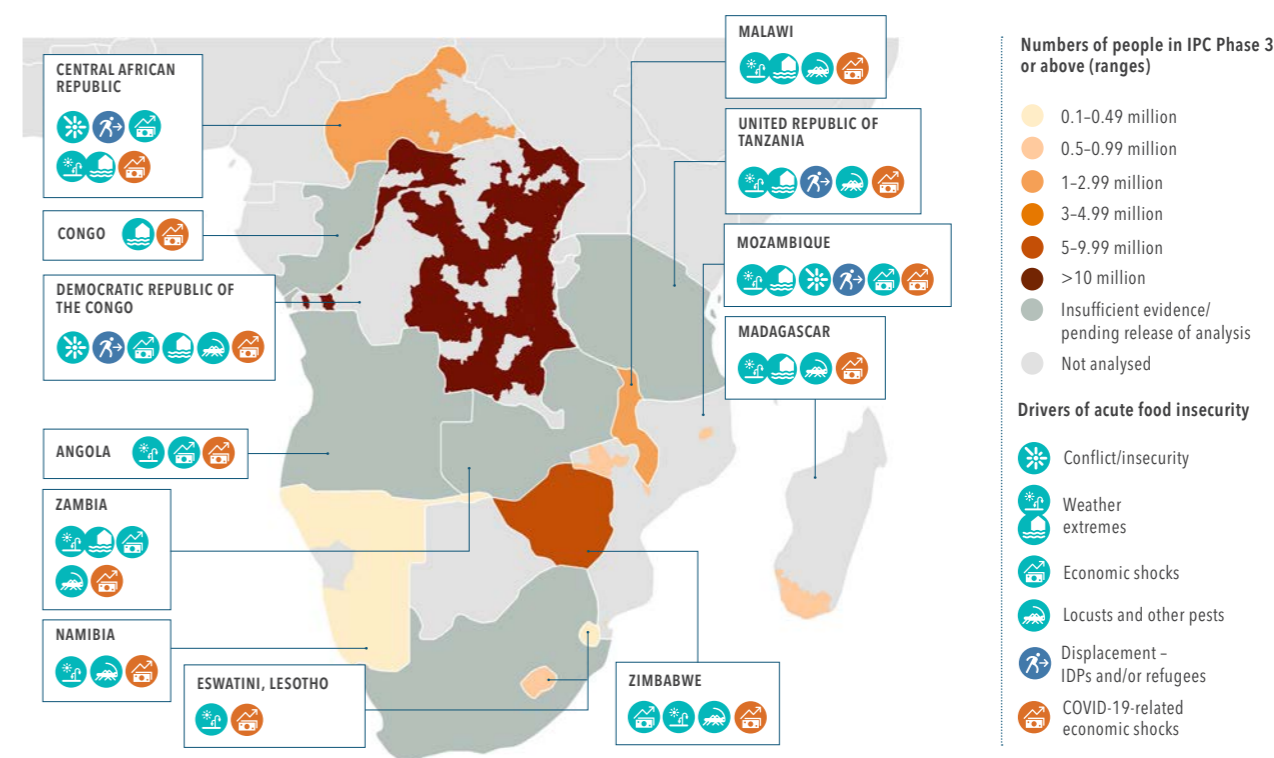 CENTRAL AFRICAN
REPUBLIC
CONGO
DEMOCRATIC REPUBLIC OF
THE CONGO
ANGOLA
ZAMBIA
NAMIBIA
ESWATINI, LESOTHO
ZIMBABWE
MALAWI
UNITED REPUBLIC OF
TANZANIA
MOZAMBIQUE
MADAGASCAR
Numbers of people in IPC Phase 3
or above (ranges)
0.1–0.49 million
0.5–0.99 million
1–2.99 million
3–4.99 million
5–9.99 million
>10 million
Insufficient evidence/
pending release of analysis
Not analysed
Drivers of acute food insecurity
Conflict/insecurity
Weather
extremes
Economic shocks
Locusts and other pests
Displacement –
IDPs and/or refugees
COVID-19-related
economic shocks